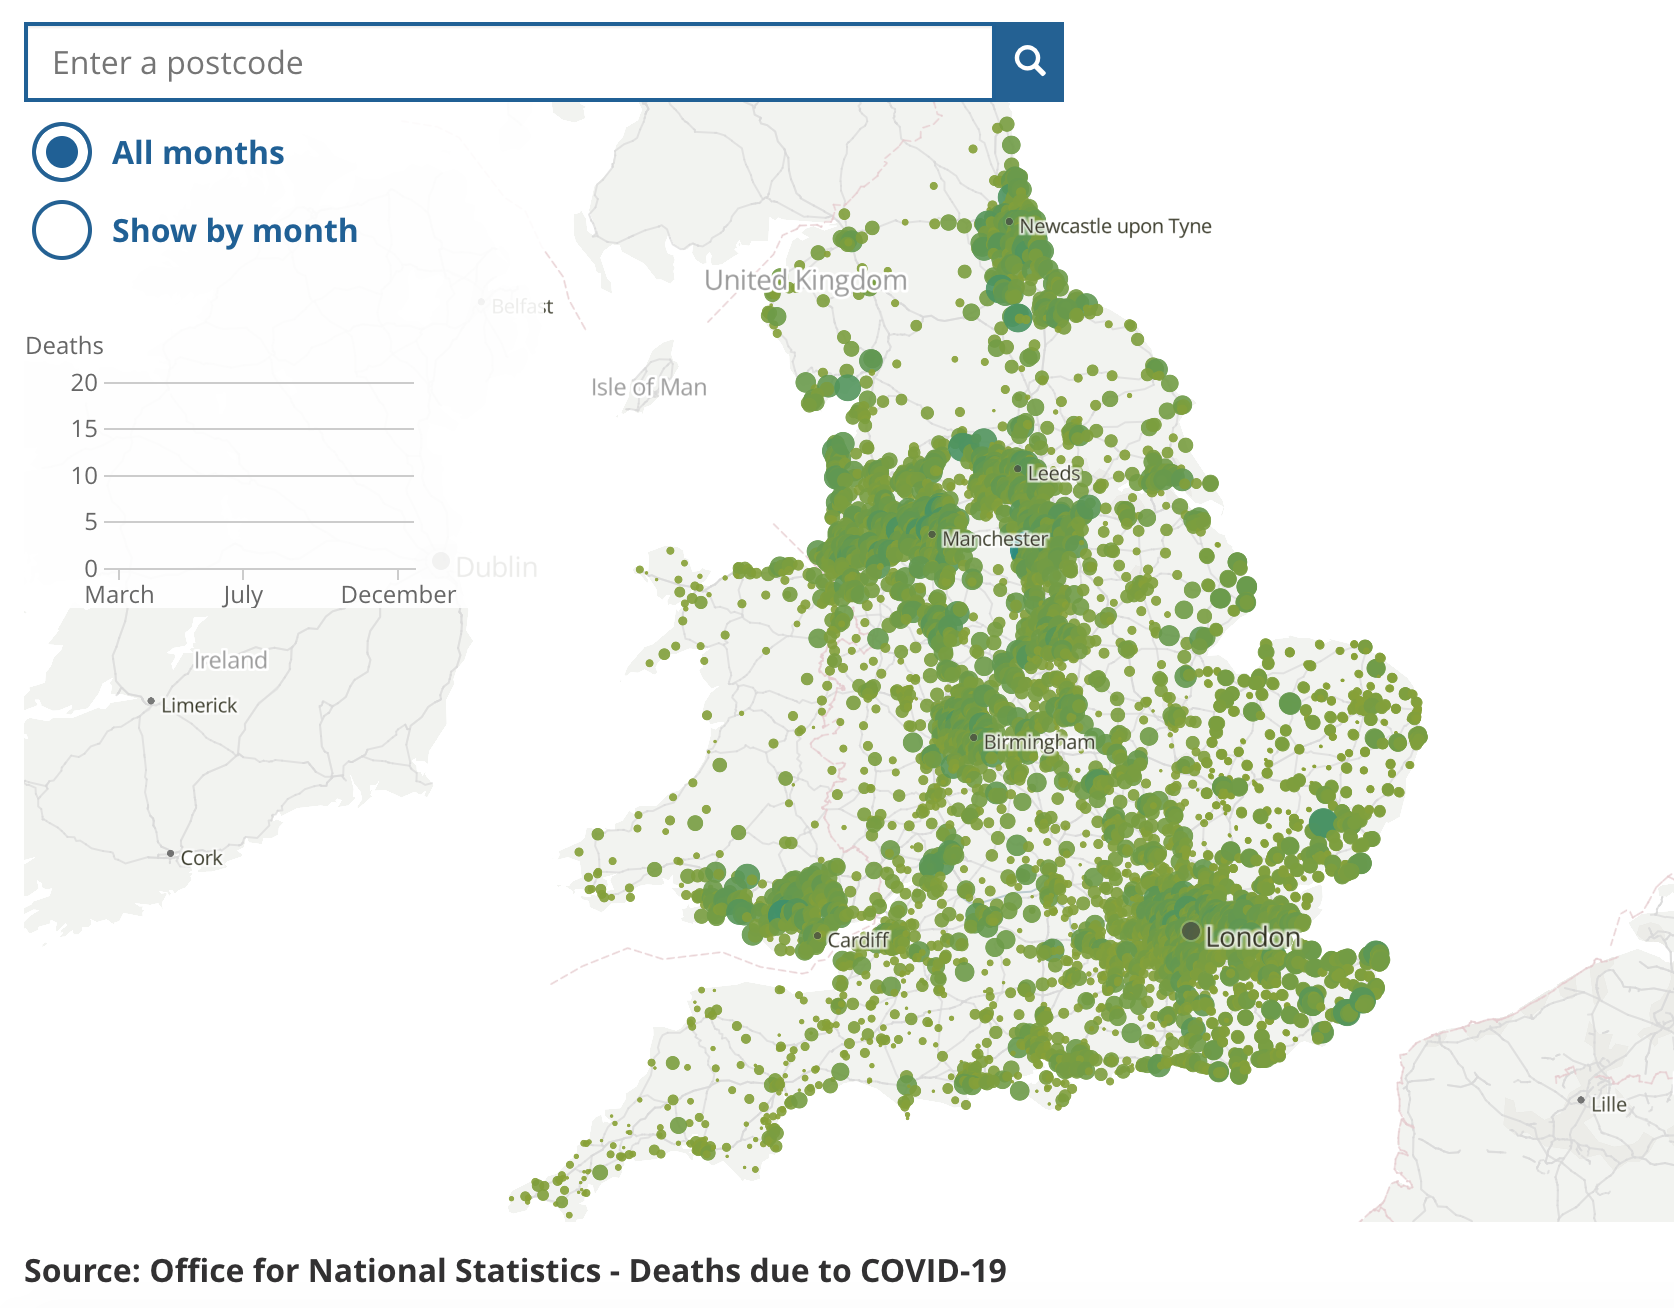 Enter a postcode
All months
Show by month
Newcastle upon Tyne
United Kingdom
Belfast
Deaths
Isle of Man
20
15
10
5
0
March July December
Leeds
Manchester
Dublin
Ireland
Limerick
Birmingham
Cork
Cardiff
London
Lille
Source: Office for National Statistics - Deaths due to COVID-19